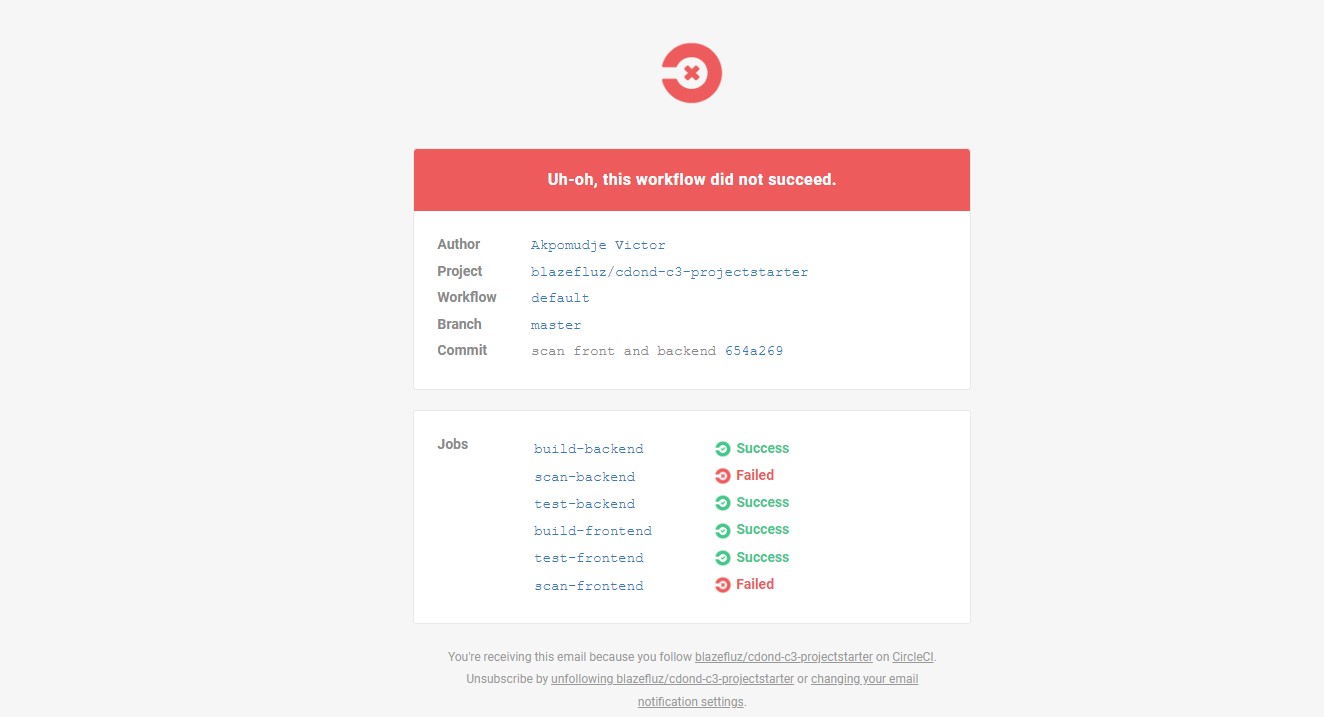 Uh-oh, this workflow did not succeed.
Author Akpomudje Victor
Project blazefluz/cdond-c3-projectstarter
Workflow default
Branch master
Commit scan front and backend 654a269
Jobs build-backend Success
scan-backend Failed
test-backend Success
build-frontend Success
test-frontend Success
scan-frontend Failed
You're receiving this email because you follow blazefluz/cdond-c3-projectstarter on CircleCI.
Unsubscribe by unfollowing blazefluz/cdond-c3-projectstarter or changing your email
notification settings.